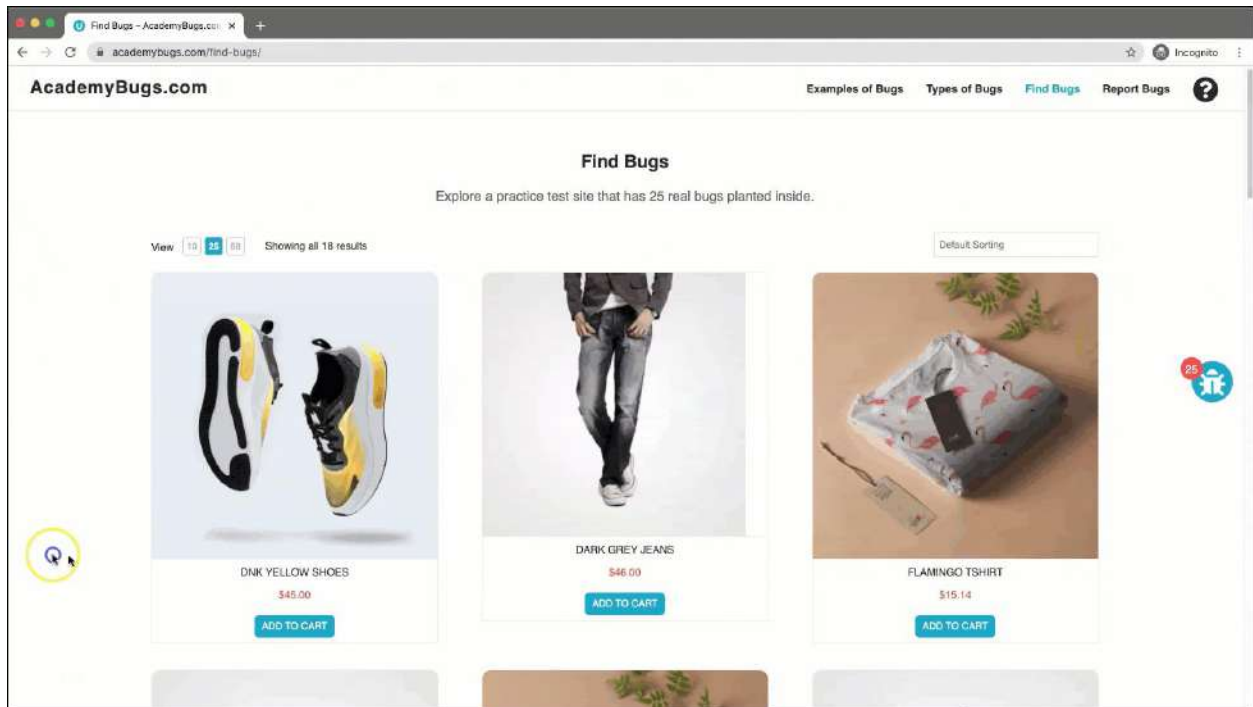 Find Bugs – AcademyBugs.co
academybugs.com/find-bugs/
Incognito
AcademyBugs.com
Examples of Bugs
Types of Bugs
Find Bugs
Report Bugs
?
Find Bugs
Explore a practice test site that has 25 real bugs planted inside.
View 10 25 50 Showing all 18 results
Default Sorting
25
DNK YELLOW SHOES
$45.00
ADD TO CART
DARK GREY JEANS
$46.00
ADD TO CART
FLAMINGO TSHIRT
$15.14
ADD TO CART